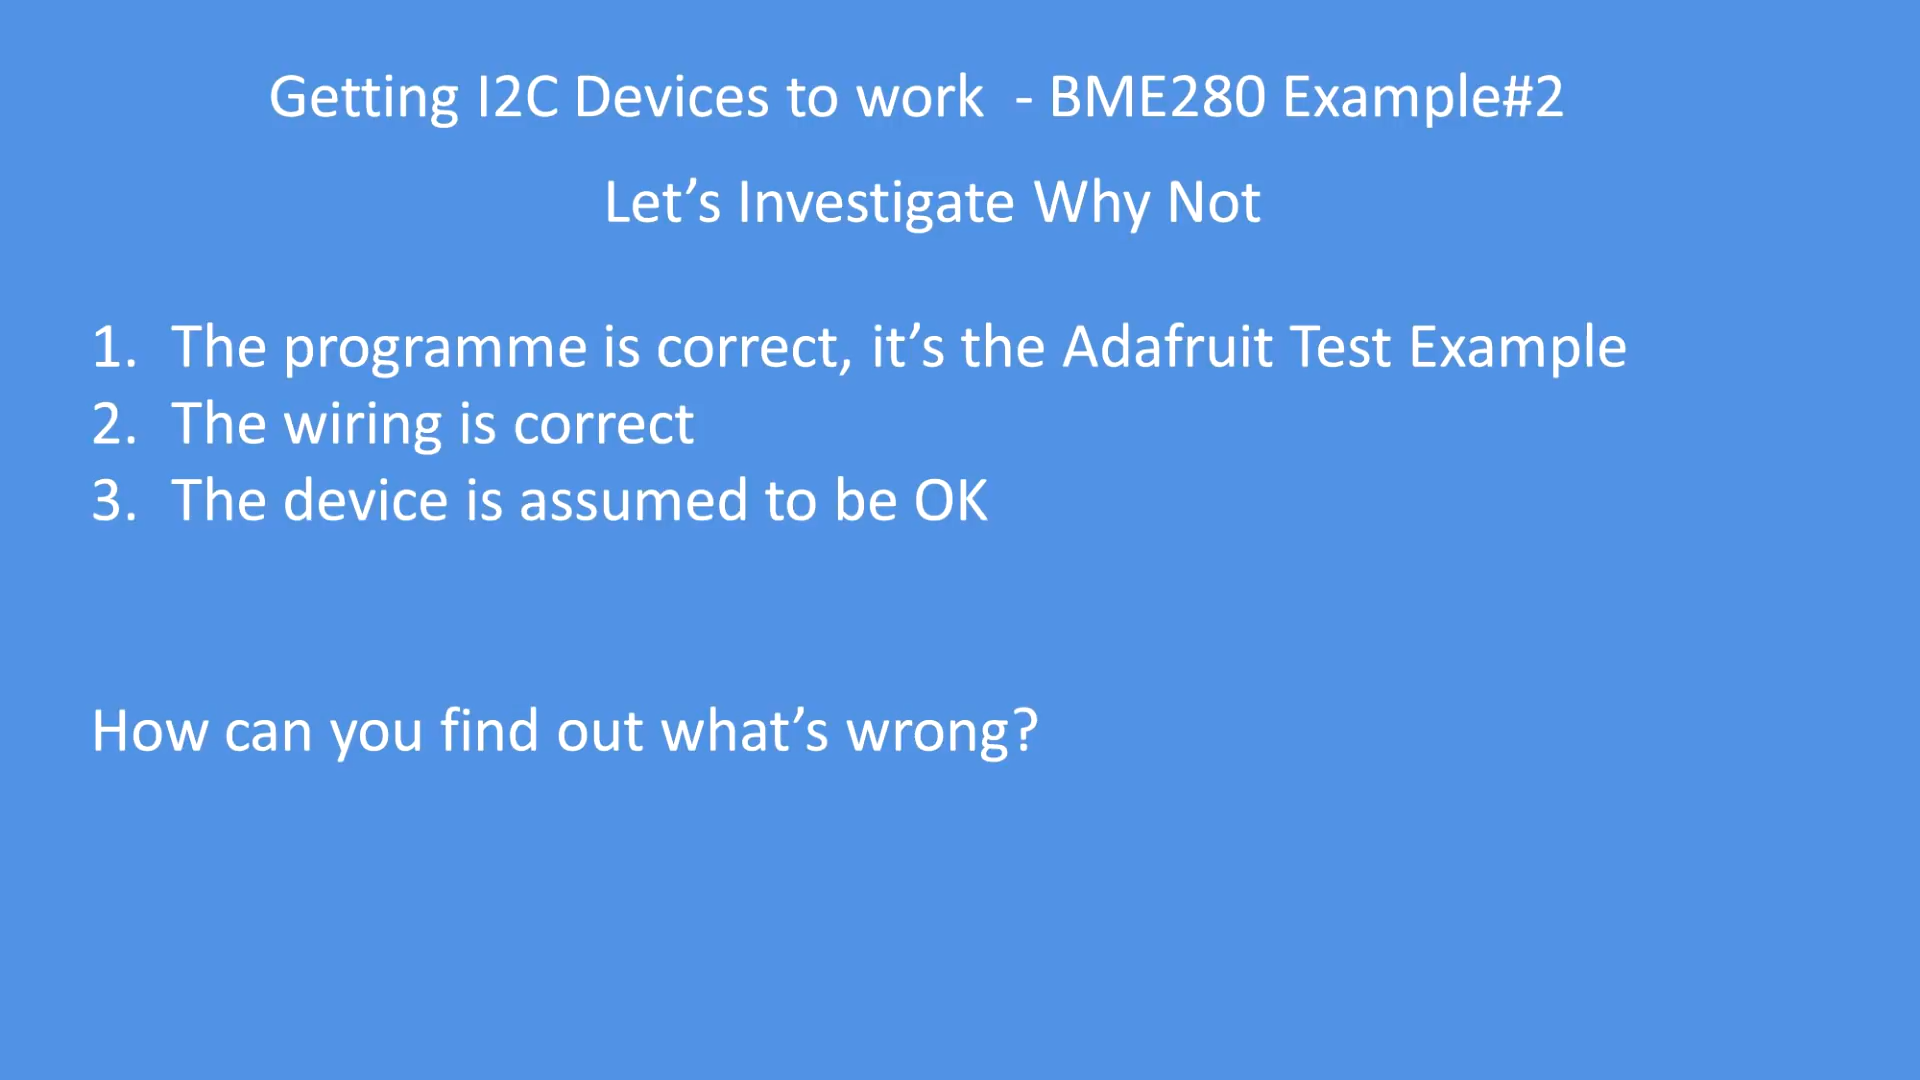 Getting I2C Devices to work  - BME280 Example#2
Let’s Investigate Why Not
1. The programme is correct, it’s the Adafruit Test Example
2. The wiring is correct
3. The device is assumed to be OK
How can you find out what’s wrong?